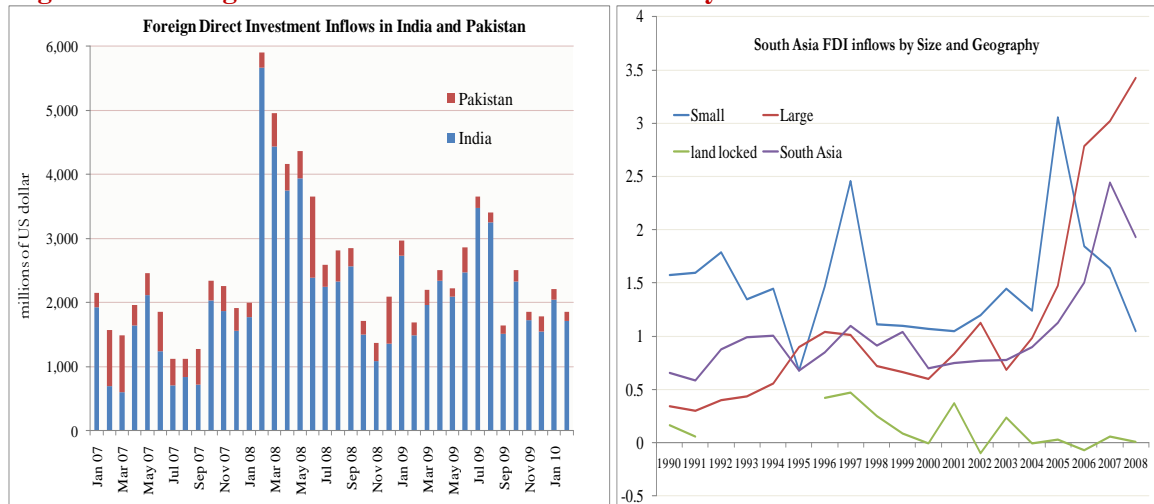 Foreign Direct Investment Inflows in India and Pakistan
6,000
5,000
4,000
3,000
2,000
1,000
0
millions of US dollar
Pakistan
India
Jan 07
Mar 07
May 07
Jul 07
Sep 07
Nov 07
Jan 08
Mar 08
May 08
Jul 08
Sep 08
Nov 08
Jan 09
Mar 09
May 09
Jul 09
Sep 09
Nov 09
Jan 10
South Asia FDI inflows by Size and Geography
4
3.5
3
2.5
2
1.5
1
0.5
0
-0.5
Small Large
land locked South Asia
1990 1991 1992 1993 1994 1995 1996 1997 1998 1999 2000 2001 2002 2003 2004 2005 2006 2007 2008